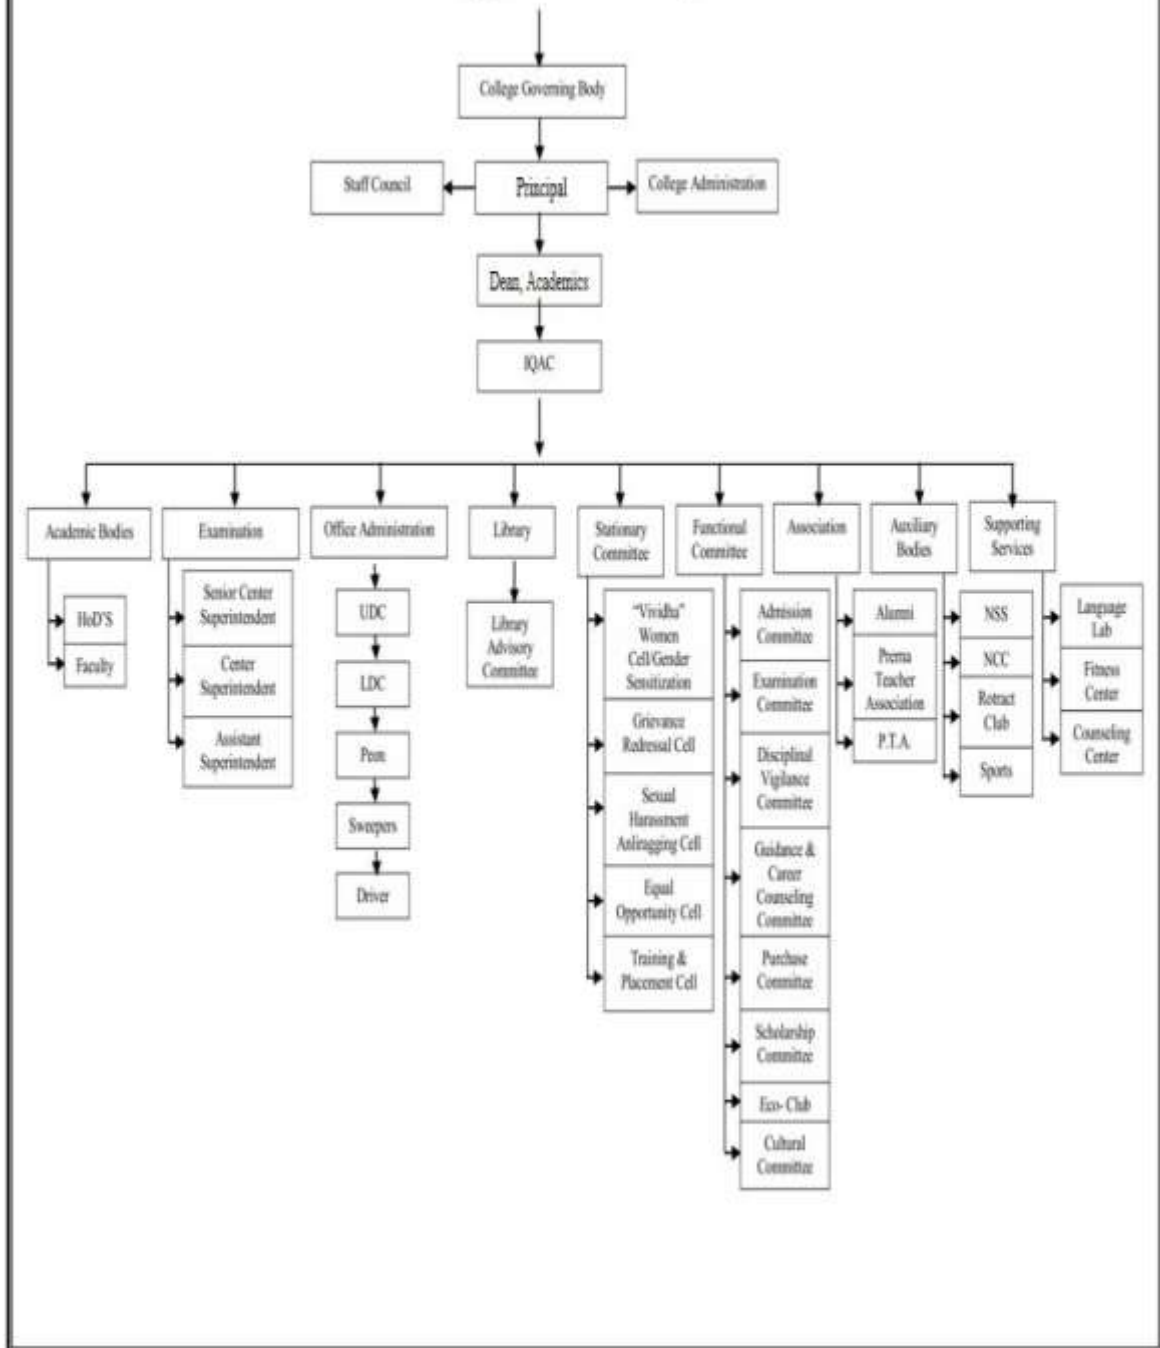 College Governing Body
Staff Council
Principal
College Administration
Dean, Academics
IQAC
Academic Bodies
HoD'S
Faculty
Examination
Senior Center
Superintendent
Center
Superintendent
Assistant
Superintendent
Office Administration
UDC
LDC
Peon
Sweepers
Driver
Library
Library
Advisory
Committee
Stationary
Committee
"Vividha"
Women
Cell/Gender
Sensitization
Grievance
Redressal Cell
Sexual
Harassment
Antiragging Cell
Equal
Opportunity Cell
Training &
Placement Cell
Functional
Committee
Admission
Committee
Examination
Committee
Disciplinal
Vigilance
Committee
Guidance &
Career
Counseling
Committee
Purchase
Committee
Scholarship
Committee
Eco- Club
Cultural
Committee
Association
Alumni
Prema
Teacher
Association
P.T.A.
Auxiliary
Bodies
NSS
NCC
Rotract
Club
Sports
Supporting
Services
Language
Lab
Fitness
Center
Counseling
Center